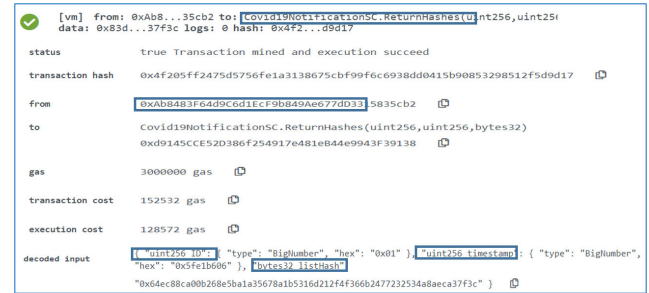 [vm] from: 0xAb8...35cb2 to: Covid19NotificationSC.ReturnHashes(uint256,uint256
data: 0x83d...37f3c logs: 0 hash: 0x4f2...d9d17
status true Transaction mined and execution succeed
transaction hash 0x4f205ff2475d5756fe1a3138675cbf99f6c6938dd0415b90853298512f5d9d17
from 0xAb8483F64d9C6d1EcF9b849Ae677dD3315835cb2
to Covid19NotificationSC.ReturnHashes(uint256,uint256,bytes32)
0xd9145CCE52D386f254917e481eB44e9943F39138
gas 3000000 gas
transaction cost 152532 gas
execution cost 128572 gas
decoded input { "uint256 ID": { "type": "BigNumber", "hex": "0x01" }, "uint256 timestamp": { "type": "BigNumber",
"hex": "0x5fe1b606" }, "bytes32 listHash"
"0x64ec88ca00b268e5ba1a35678a1b5316d212f4f366b2477232534a8aeca37f3c" }